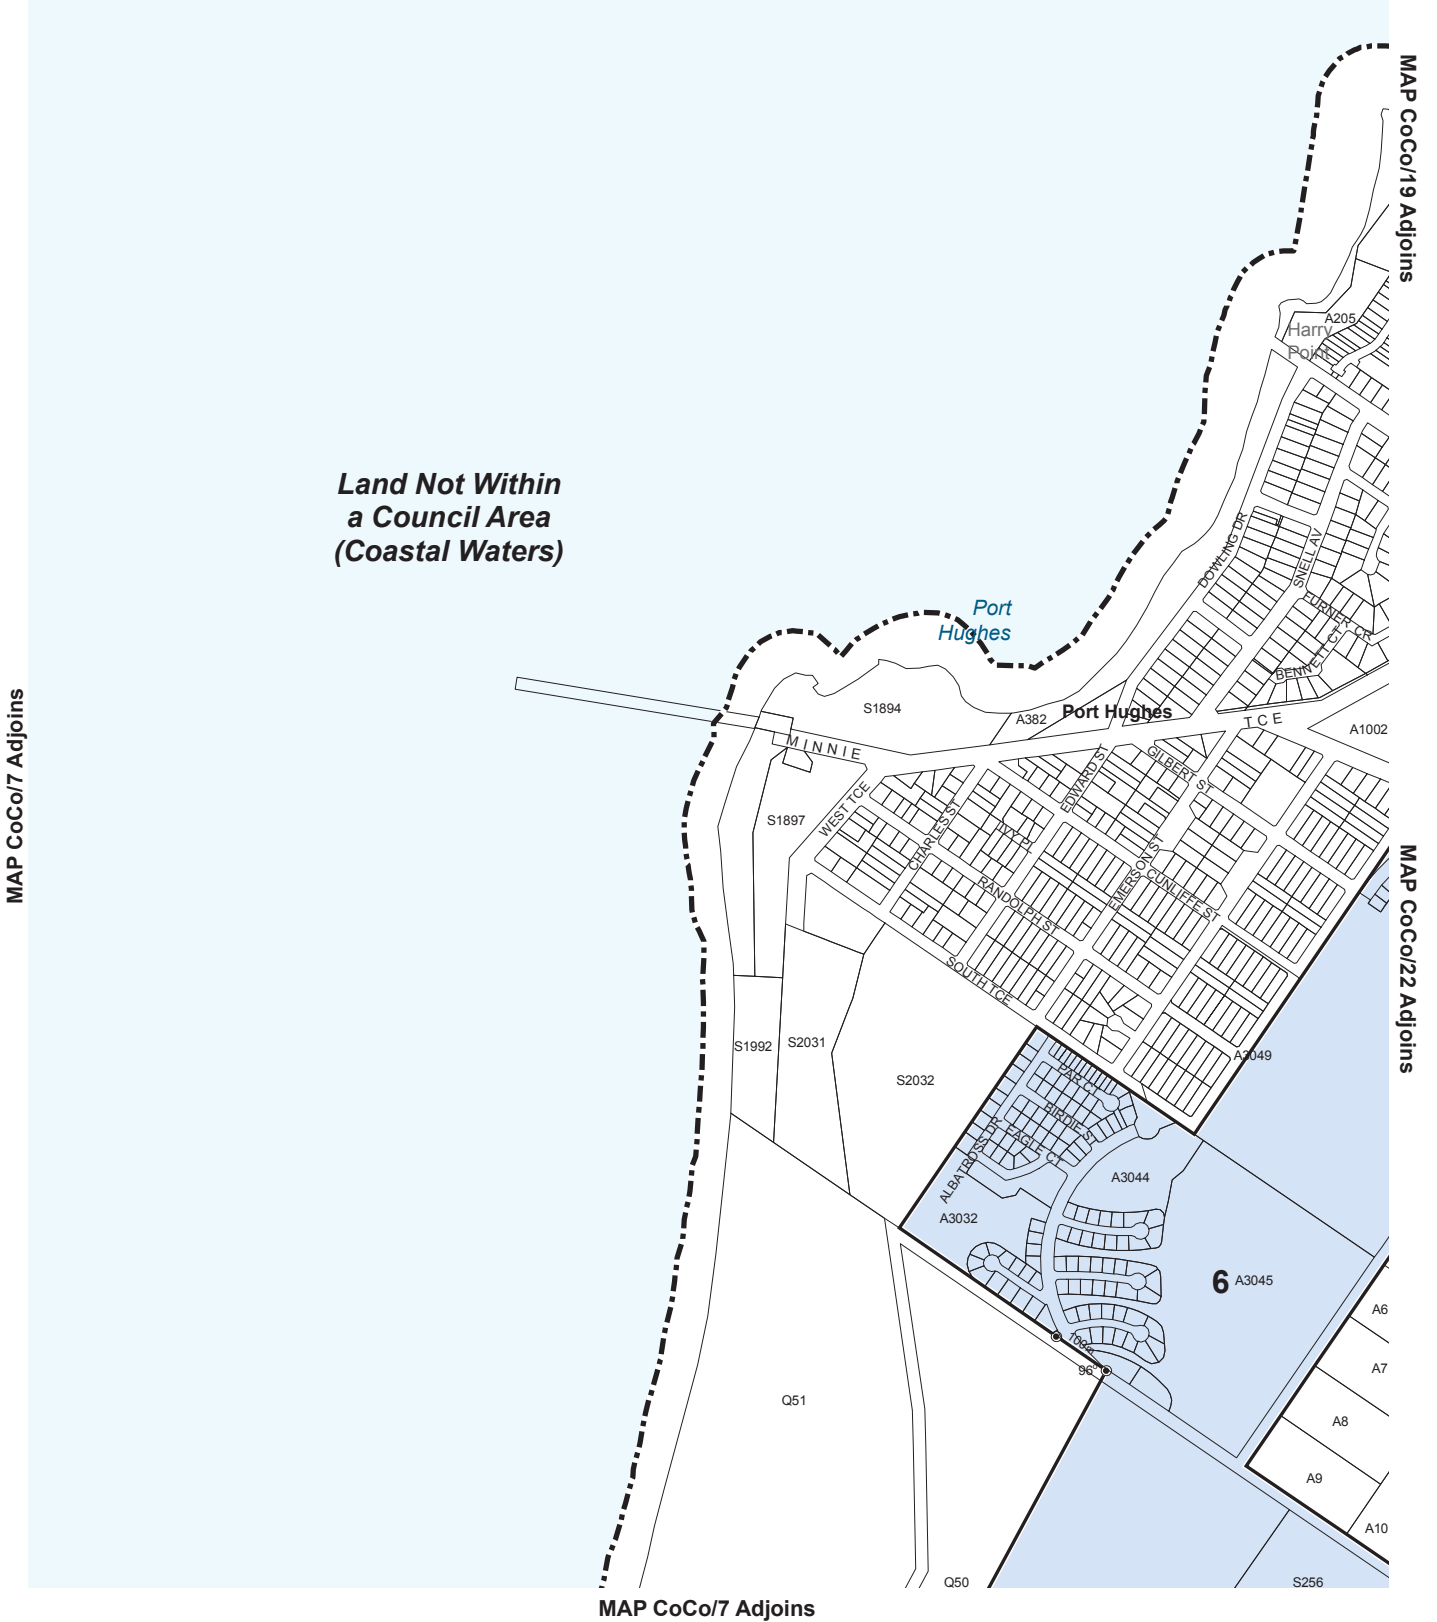 MAP CoCo/19 Adjoins
A205
Harry
Point
Land Not Within
a Council Area
(Coastal Waters)
DOWLING DR
SNELL AV
FURNER CR
BENNETT CT
Port
Hughes
MAP CoCo/7 Adjoins
S1894
A382
Port Hughes
TCE
A1002
MINNIE
GILBERT ST
EDWARD ST
WEST TCE
S1897
CHARLES ST
IVY PL
EMERSON ST
CUNLIFFE ST
RANDOLPH ST
SOUTH TCE
MAP CoCo/22 Adjoins
S1992
S2031
S2032
A3049
PAR CT
BIRDIE S
EAGLE CT
ALBATROSS DR
A3044
A3032
6
A3045
A6
100m
96°
A7
Q51
A8
A9
A10
Q50
S256
MAP CoCo/7 Adjoins